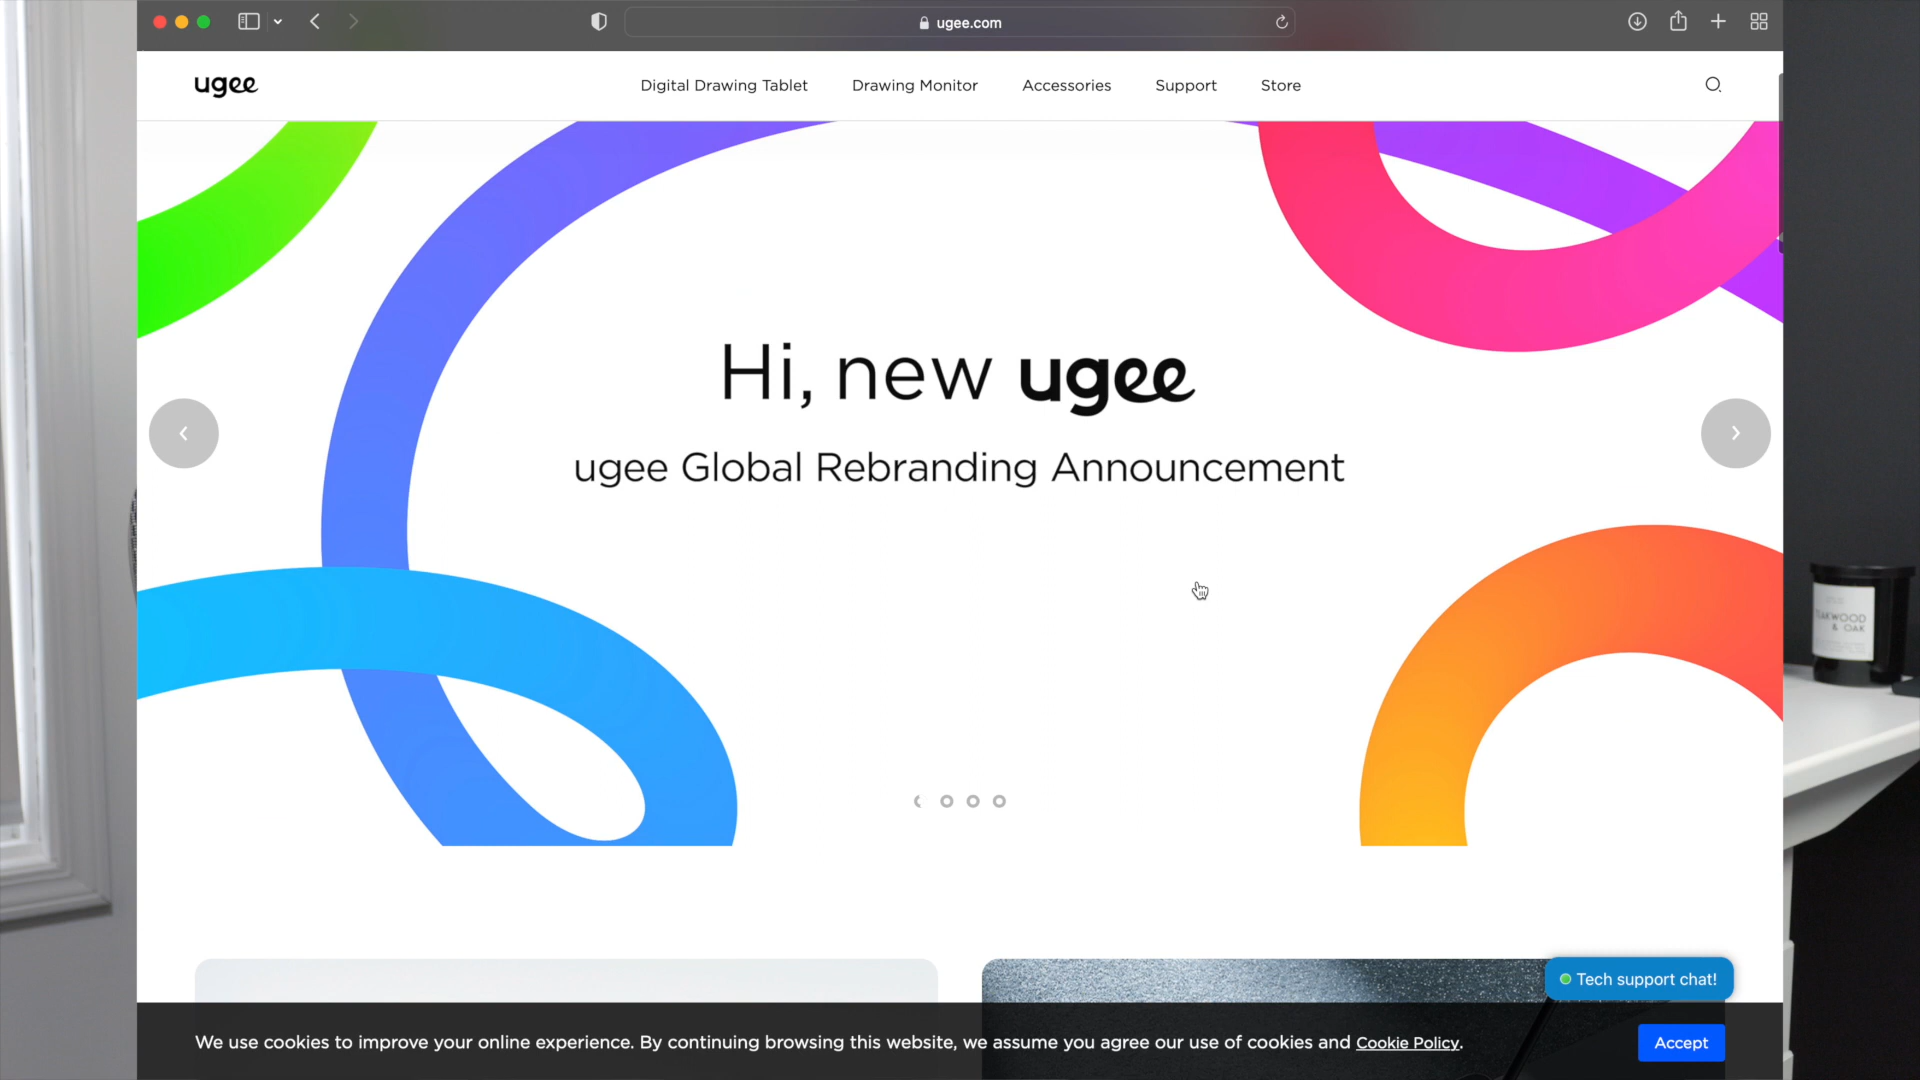 ugee.com
ugee
Digital Drawing Tablet
Drawing Monitor
Accessories
Support
Store
Hi, new ugee
ugee Global Rebranding Announcement
& OAK
Tech support chat!
We use cookies to improve your online experience. By continuing browsing this website, we assume you agree our use of cookies and Cookie Policy.
Accept